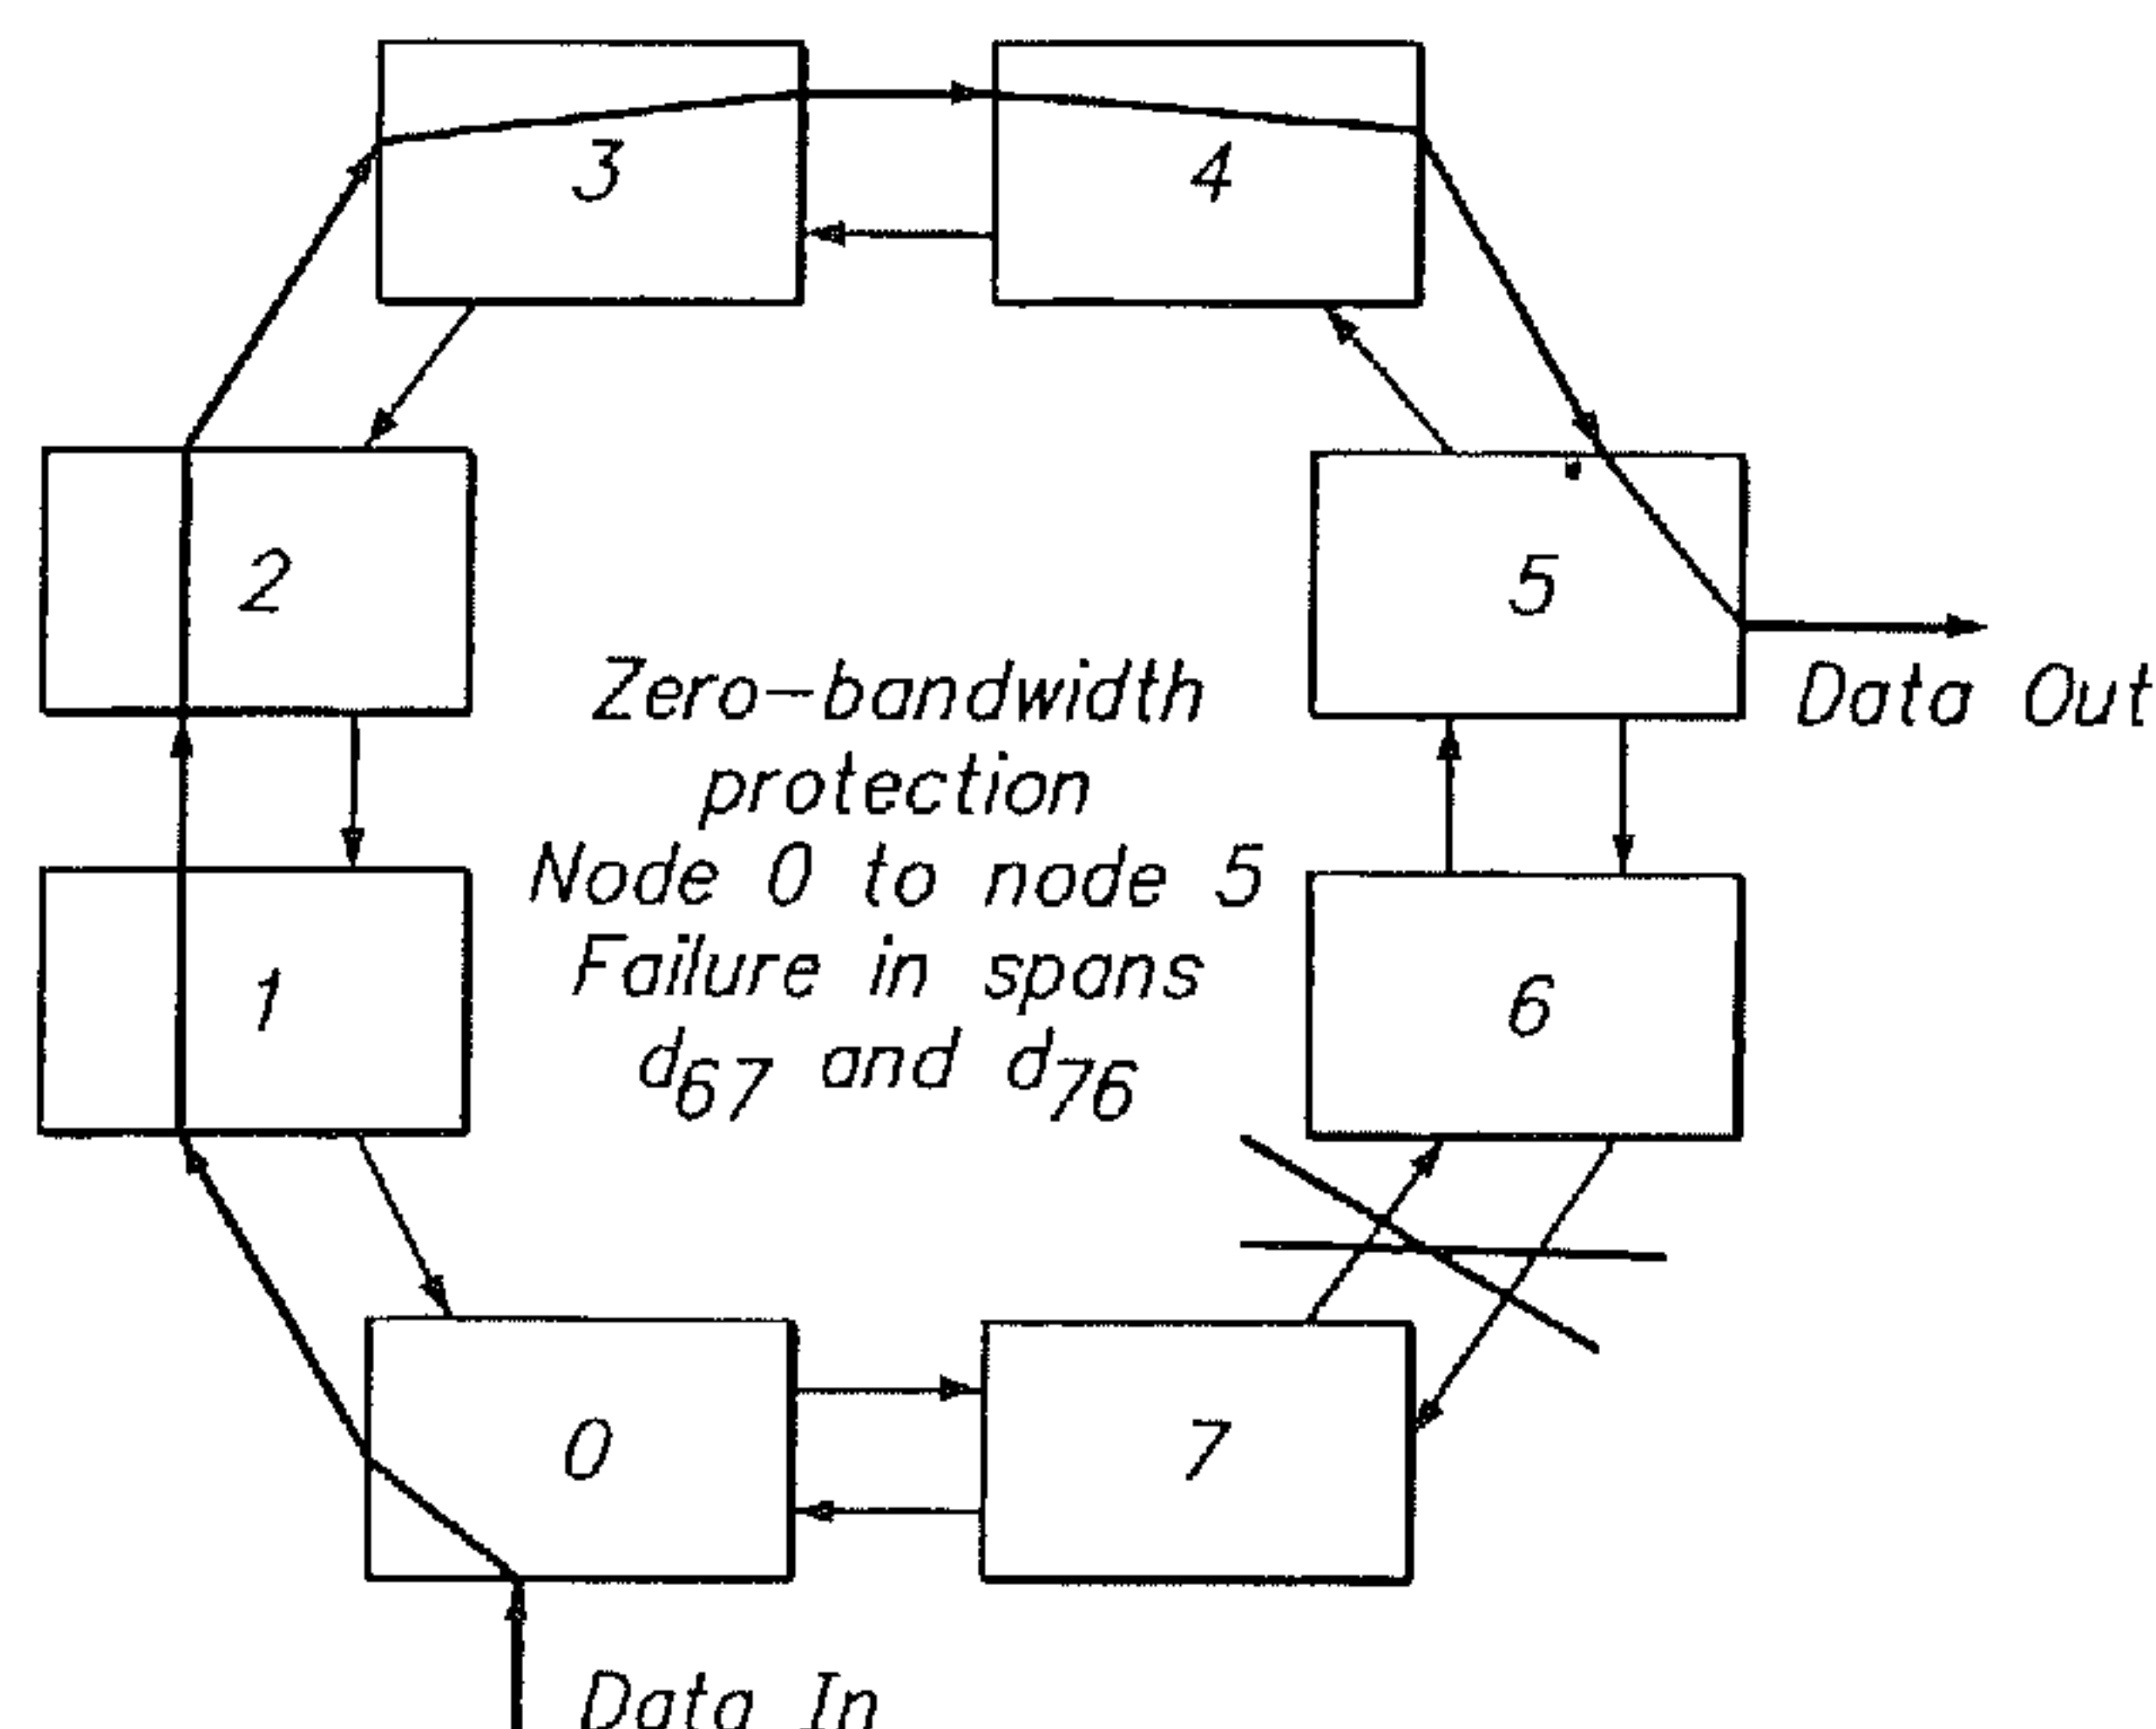 3
4
2
5
Zero-bandwidth
protection
Node 0 to node 5
Failure in spans
d67 and d76
Data Out
1
6
0
7
Data In